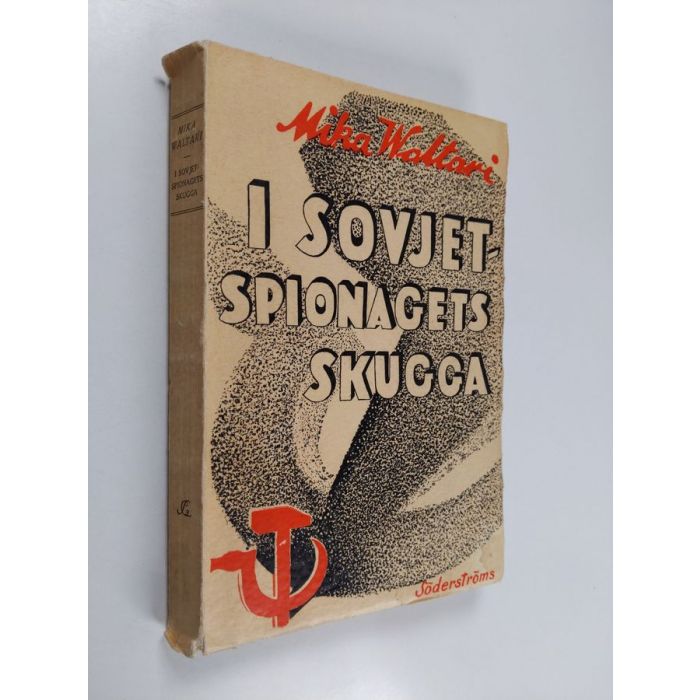 MIKA
WALTARI
I SOVJET-
SPIONAGETS
SKUGGA
Mika Waltari
I SOVJET-
SPIONAGETS
SKUGGA
Söderströms